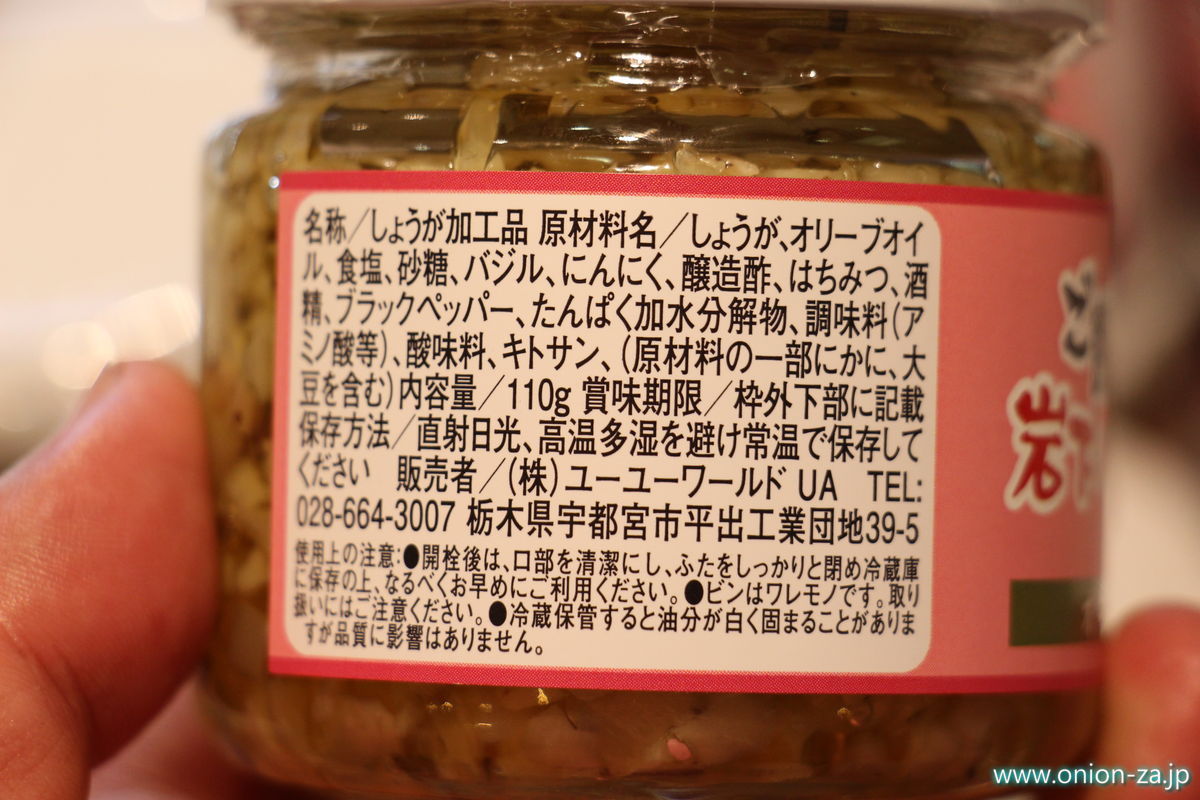 名称／しょうが加工品 原材料名／しょうが、オリーブオイ
ル、食塩、砂糖、バジル、にんにく、醸造酢、はちみつ、酒
精、ブラックペッパー、たんぱく加水分解物、調味料(ア
ミノ酸等)、酸味料、キトサン、(原材料の一部にかに、大
豆を含む)内容量／110g 賞味期限／枠外下部に記載
保存方法／直射日光、高温多湿を避け常温で保存して
ください 販売者／(株)ユーユーワールド UA TEL:
028-664-3007 栃木県宇都宮市平出工業団地39-5
使用上の注意:●開栓後は、口部を清潔にし、ふたをしっかりと閉め冷蔵庫
に保存の上、なるべくお早めにご利用ください。●ビンはワレモノです。取り
扱いにはご注意ください。●冷蔵保管すると油分が白く固まることがありま
すが品質に影響はありません。
岩下
www.onion-za.jp